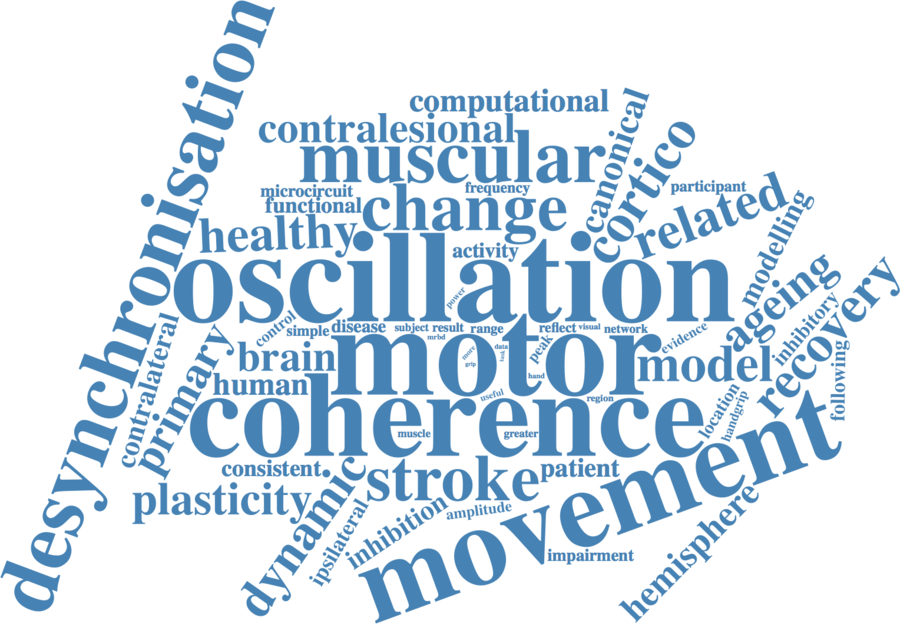 desynchronisation
computational
contralesional
canonical
muscular
cortico
microcircuit
frequency
participant
functional
change
related
healthy
activity
modelling
oscillation
ageing
power
control
simple
disease
subject
result
range
reflect
visual
network
mrbd
evidence
inhibitory
recovery
contralateral
primary
brain
motor
more
data
task
peak
grip
hand
model
following
human
useful
region
location
handgrip
coherence
muscle
greater
movement
consistent
dynamic
stroke
patient
plasticity
ipsilateral
inhibition
amplitude
impairment
hemisphere